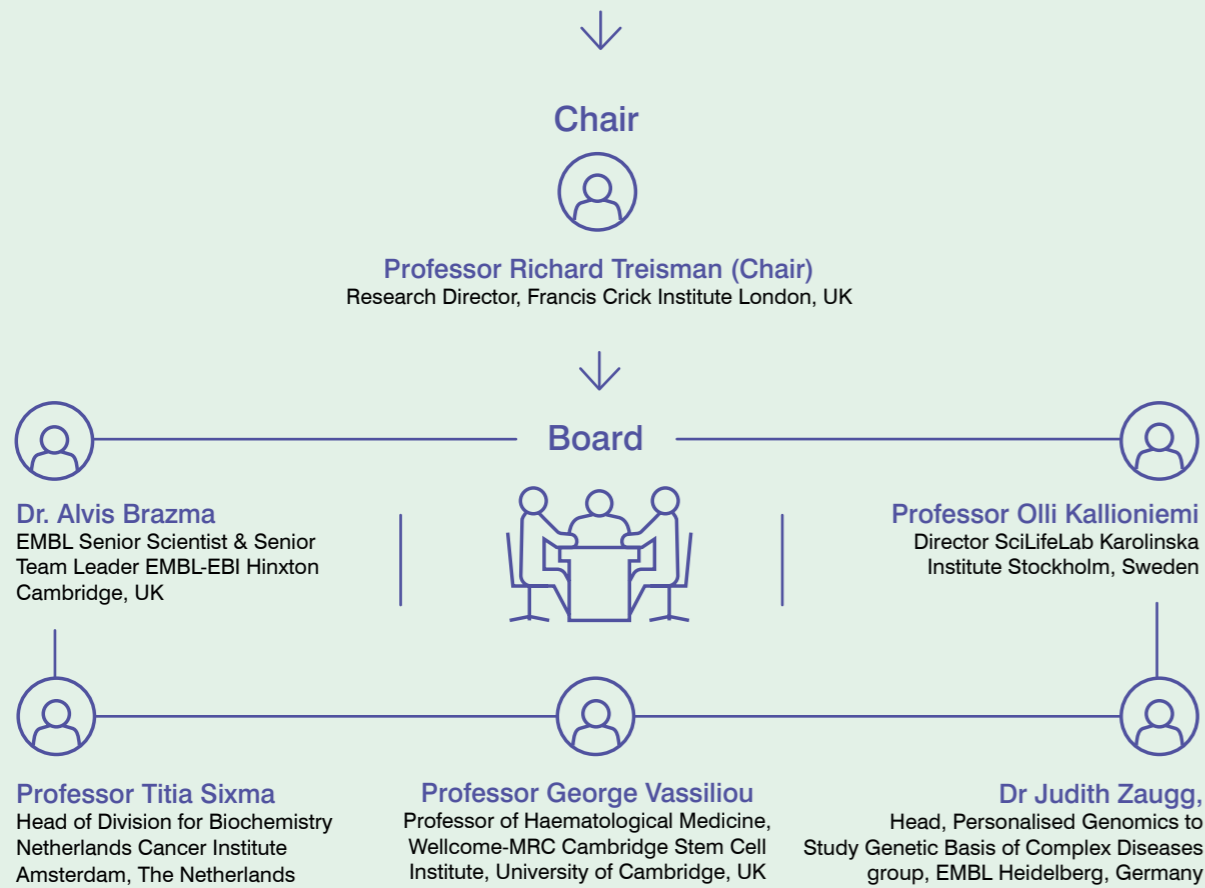 Chair
Professor Richard Treisman (Chair)
Research Director, Francis Crick Institute London, UK
Board
Dr. Alvis Brazma
EMBL Senior Scientist & Senior
Team Leader EMBL-EBI Hinxton
Cambridge, UK
Professor Olli Kallioniemi
Director SciLifeLab Karolinska
Institute Stockholm, Sweden
Professor Titia Sixma
Head of Division for Biochemistry
Netherlands Cancer Institute
Amsterdam, The Netherlands
Professor George Vassiliou
Professor of Haematological Medicine,
Wellcome-MRC Cambridge Stem Cell
Institute, University of Cambridge, UK
Dr Judith Zaugg,
Head, Personalised Genomics to
Study Genetic Basis of Complex Diseases
group, EMBL Heidelberg, Germany